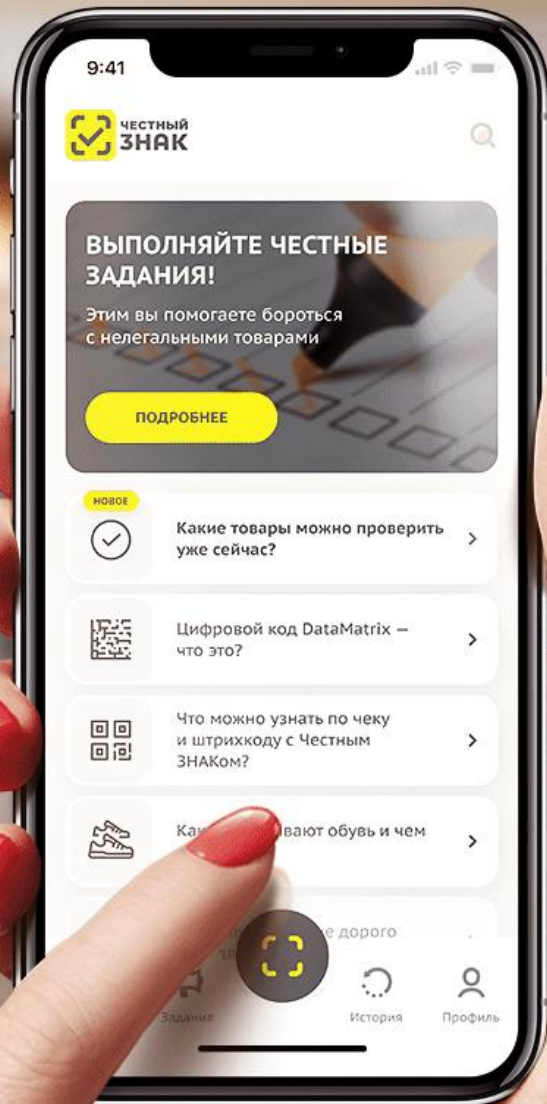 9:41
ЧЕСТНЫЙ
ЗНАК
ВЫПОЛНЯЙТЕ ЧЕСТНЫЕ
ЗАДАНИЯ!
Этим вы помогаете бороться
с нелегальными товарами
ПОДРОБНЕЕ
НОВОЕ
Какие товары можно проверить
уже сейчас?
Цифровой код DataMatrix —
что это?
Что можно узнать по чеку
и штрихкоду с Честным
ЗНАКом?
обувь и чем
дорого
Задания
История
Профиль